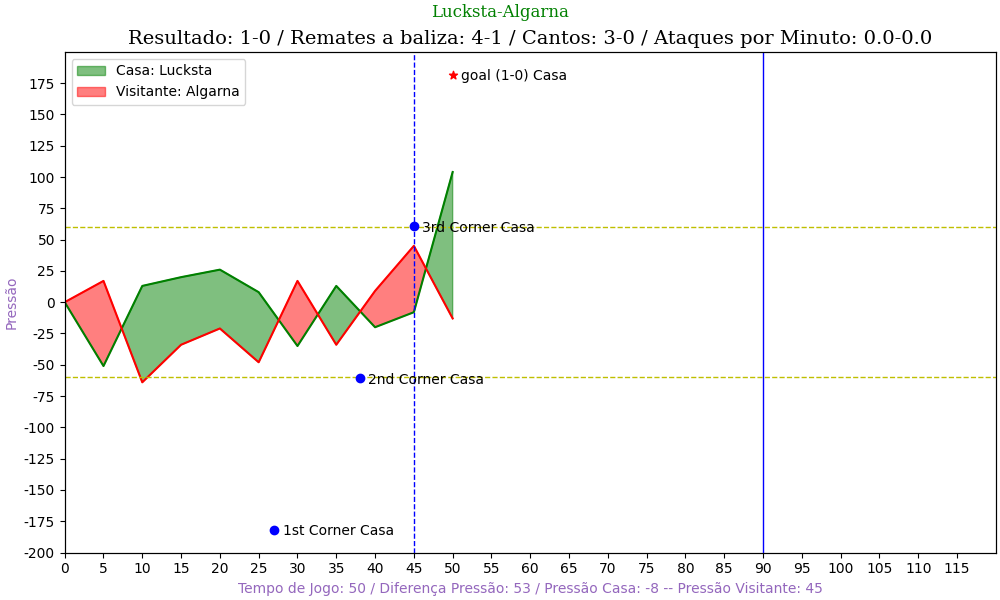 Lucksta-Algarna
Resultado: 1-0 / Remates a baliza: 4-1 / Cantos: 3-0 / Ataques por Minuto: 0.0-0.0
Casa: Lucksta
Visitante: Algarna
goal (1-0) Casa
3rd Corner Casa
2nd Corner Casa
1st Corner Casa
Pressão
175
150
125
100
75
50
25
0
-25
-50
-75
-100
-125
-150
-175
-200
0 5 10 15 20 25 30 35 40 45 50 55 60 65 70 75 80 85 90 95 100 105 110 115
Tempo de Jogo: 50 / Diferença Pressão: 53 / Pressão Casa: -8 -- Pressão Visitante: 45